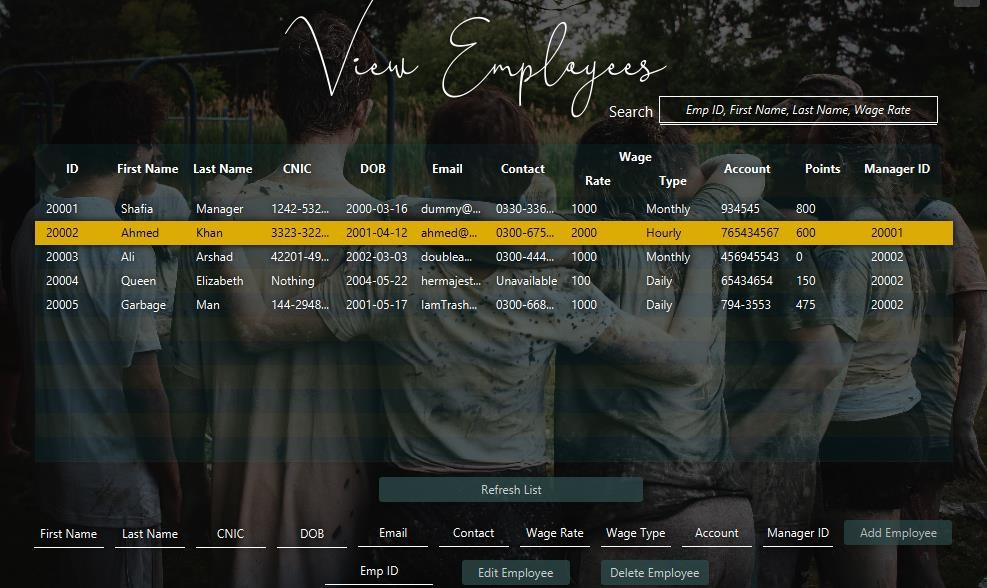 View Employees
Search Emp ID, First Name, Last Name, Wage Rate
Wage
ID First Name Last Name CNIC DOB Email Contact Rate Type Account Points Manager ID
20001 Shafia Manager 1242-532... 2000-03-16 dummy@... 0330-336... 1000 Monthly 934545 800
20002 Ahmed Khan 3323-322... 2001-04-12 ahmed@... 0300-675... 2000 Hourly 765434567 600 20001
20003 Ali Arshad 42201-49... 2002-03-03 doublea... 0300-444... 1000 Monthly 456945543 0 20002
20004 Queen Elizabeth Nothing 2004-05-22 hermajest... Unavailable 100 Daily 65434654 150 20002
20005 Garbage Man 144-2948... 2001-05-17 IamTrash... 0300-668... 1000 Daily 794-3553 475 20002
Refresh List
First Name Last Name CNIC DOB Email Contact Wage Rate Wage Type Account Manager ID Add Employee
Emp ID Edit Employee Delete Employee